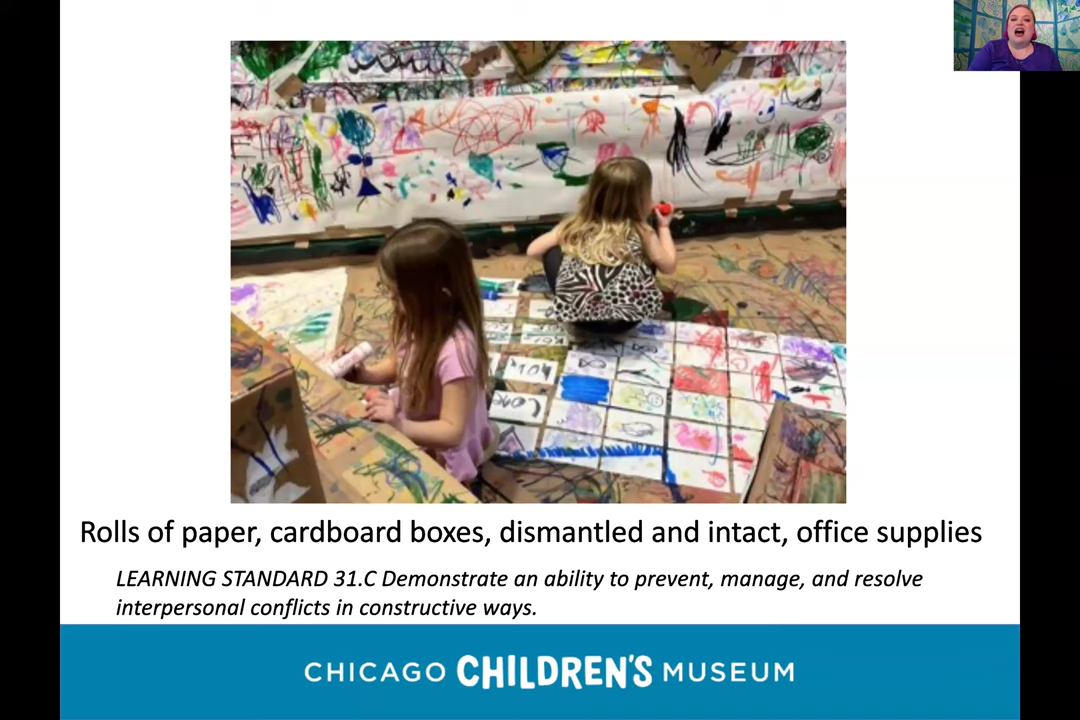 Rolls of paper, cardboard boxes, dismantled and intact, office supplies
LEARNING STANDARD 31.C Demonstrate an ability to prevent, manage, and resolve
interpersonal conflicts in constructive ways.
CHICAGO CHILDREN'S MUSEUM